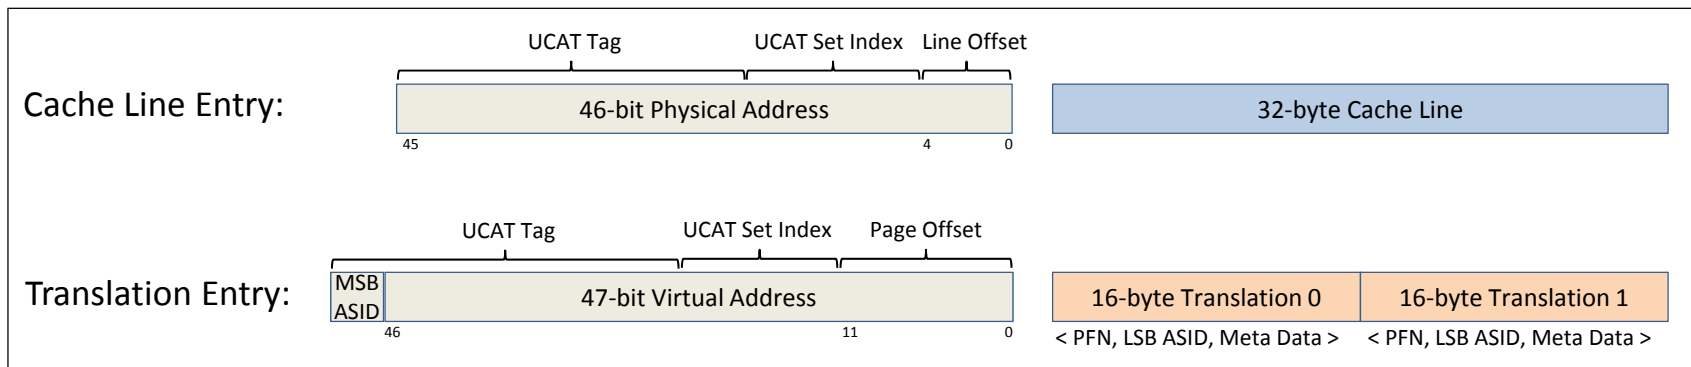 UCAT Tag UCAT Set Index Line Offset
Cache Line Entry: 46-bit Physical Address 32-byte Cache Line
45 4 0
UCAT Tag UCAT Set Index Page Offset
Translation Entry: MSB ASID 47-bit Virtual Address 16-byte Translation 0 16-byte Translation 1
46 11 0
< PFN, LSB ASID, Meta Data > < PFN, LSB ASID, Meta Data >